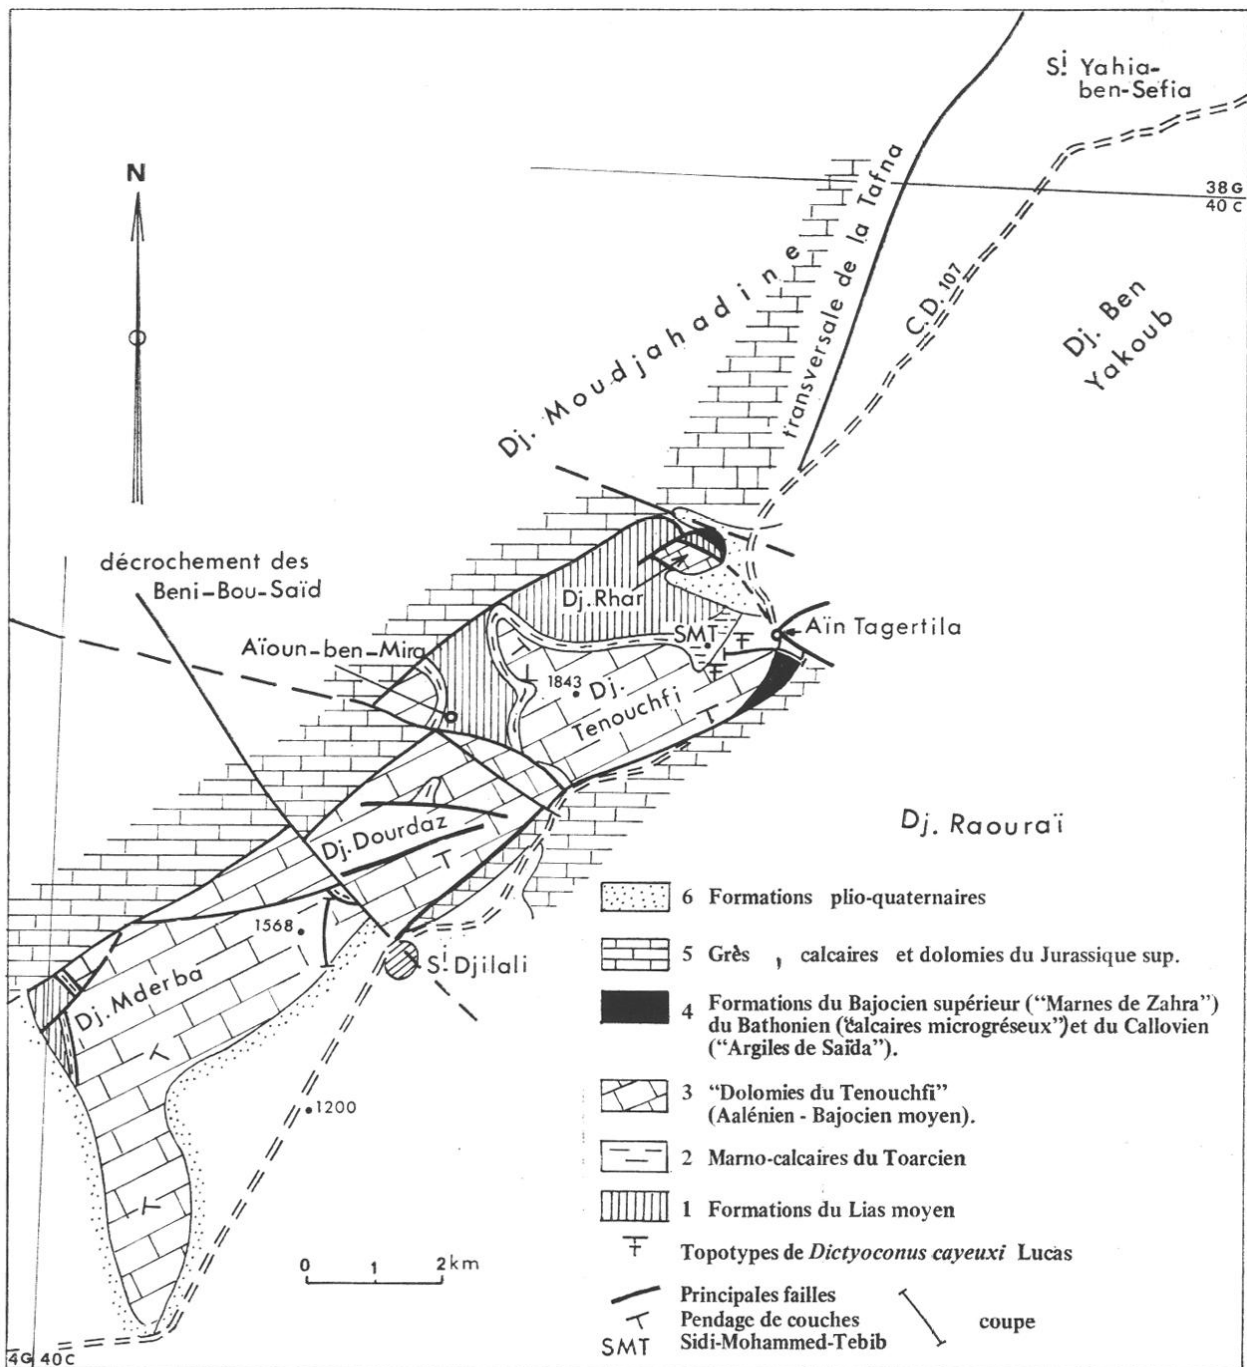 Sı̣ Yahia-
ben-Sefia
N
38 G
40 C
transversale de la Tafna
C.D. 107
Dj. Moudjahadine
Dj. Ben
Yakoub
décrochement des
Beni-Bou-Saïd
Dj. Rhar
SMT
Aïn Tagertila
Aïoun-ben-Mira
1843
Dj.
Tenouchfi
Dj. Dourdaz
Dj. Raouraï
1568
Sı̣ Djilali
Dj. Mderba
1200
0 1 2 km
4G 40C
6 Formations plio-quaternaires
5 Grès , calcaires et dolomies du Jurassique sup.
4 Formations du Bajocien supérieur (“Marnes de Zahra”)
du Bathonien (“calcaires microgréseux”) et du Callovien
(“Argiles de Saïda”).
3 “Dolomies du Tenouchfi”
(Aalénien - Bajocien moyen).
2 Marno-calcaires du Toarcien
1 Formations du Lias moyen
Topotypes de Dictyoconus cayeuxi Lucas
Principales failles
Pendage de couches
coupe
SMT Sidi-Mohammed-Tebib